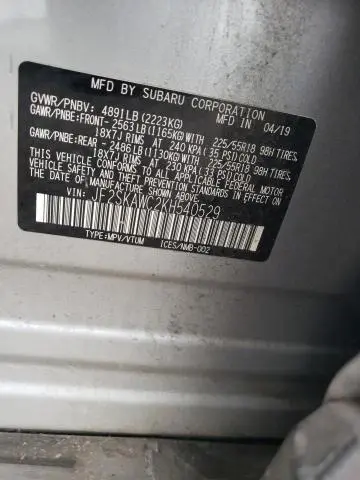 MFD BY SUBARU CORPORATION
MFD IN 04/19
GVWR/PNBV: 4891LB(2223KG)
GAWR/PNBE:FRONT- 2563LB(1165KG)WITH 225/55R18 98H TIRES,
18X7J RIMS AT 240 KPA(35 PSI)COLD
GAWR/PNBE:REAR - 2486LB(1130KG)WITH 225/55R18 98H TIRES,
18X7J RIMS AT 230 KPA(33 PSI)COLD
THIS VEHICLE CONFORMS TO ALL APPLICABLE
FEDERAL MOTOR VEHICLE SAFETY STANDARDS IN EFFECT ON
THE DATE OF MANUFACTURE SHOWN ABOVE.
VIN: JF2SKAWC2KH540529
TYPE:MPV/VTUM ICES/NMB-002